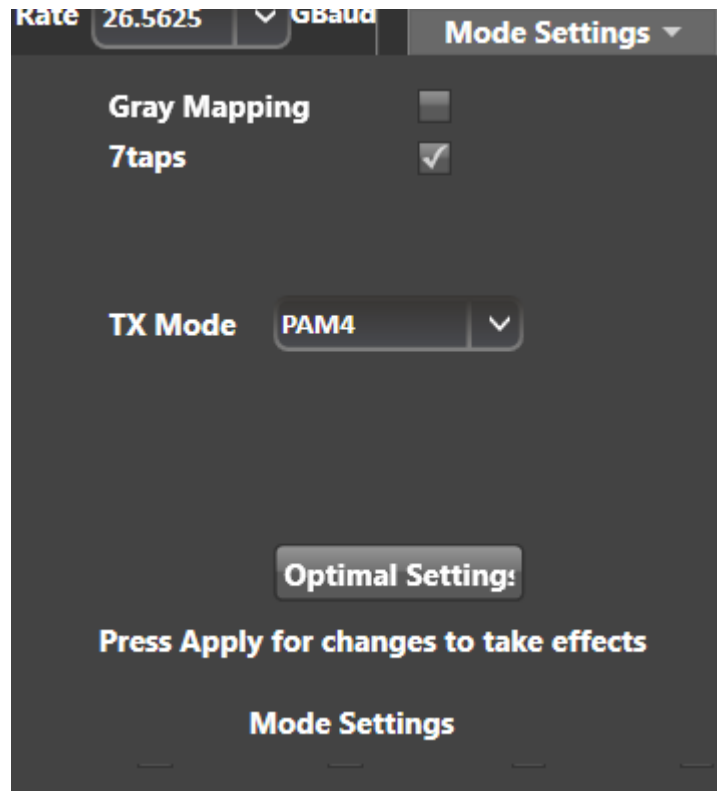 Rate 26.5625 GBaud
Mode Settings
Gray Mapping
7taps
TX Mode PAM4
Optimal Settings
Press Apply for changes to take effects
Mode Settings